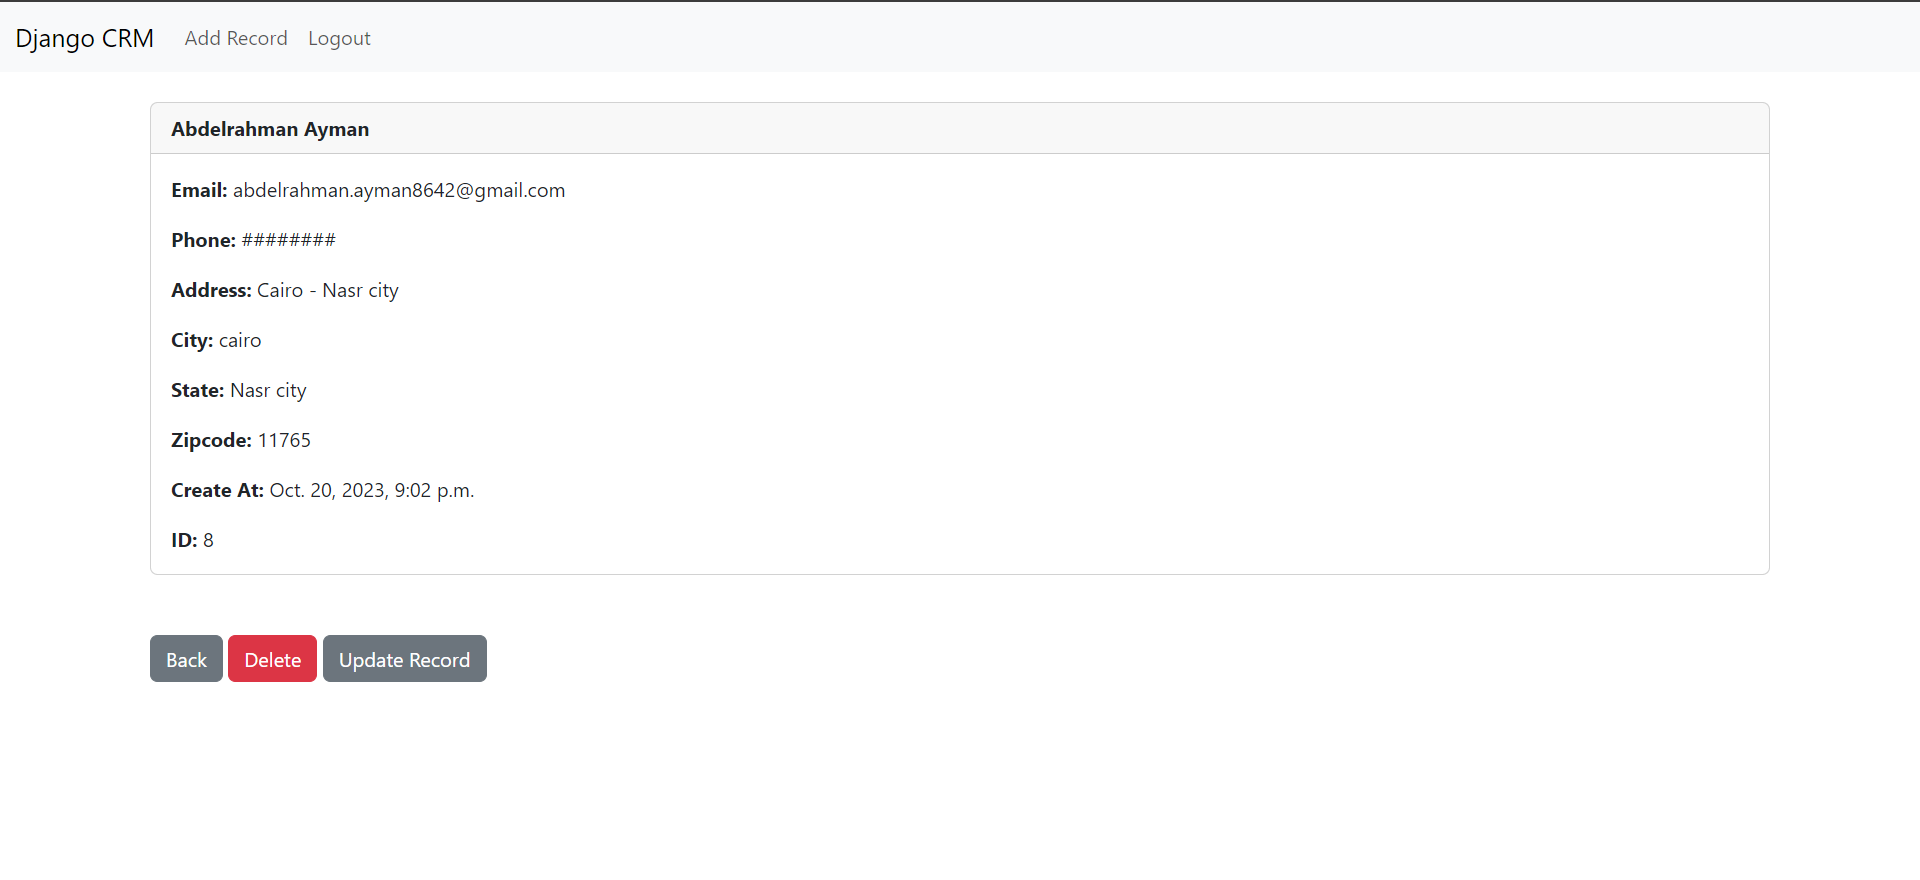 Django CRM Add Record Logout
Abdelrahman Ayman
Email: abdelrahman.ayman8642@gmail.com
Phone: ########
Address: Cairo - Nasr city
City: cairo
State: Nasr city
Zipcode: 11765
Create At: Oct. 20, 2023, 9:02 p.m.
ID: 8
Back Delete Update Record